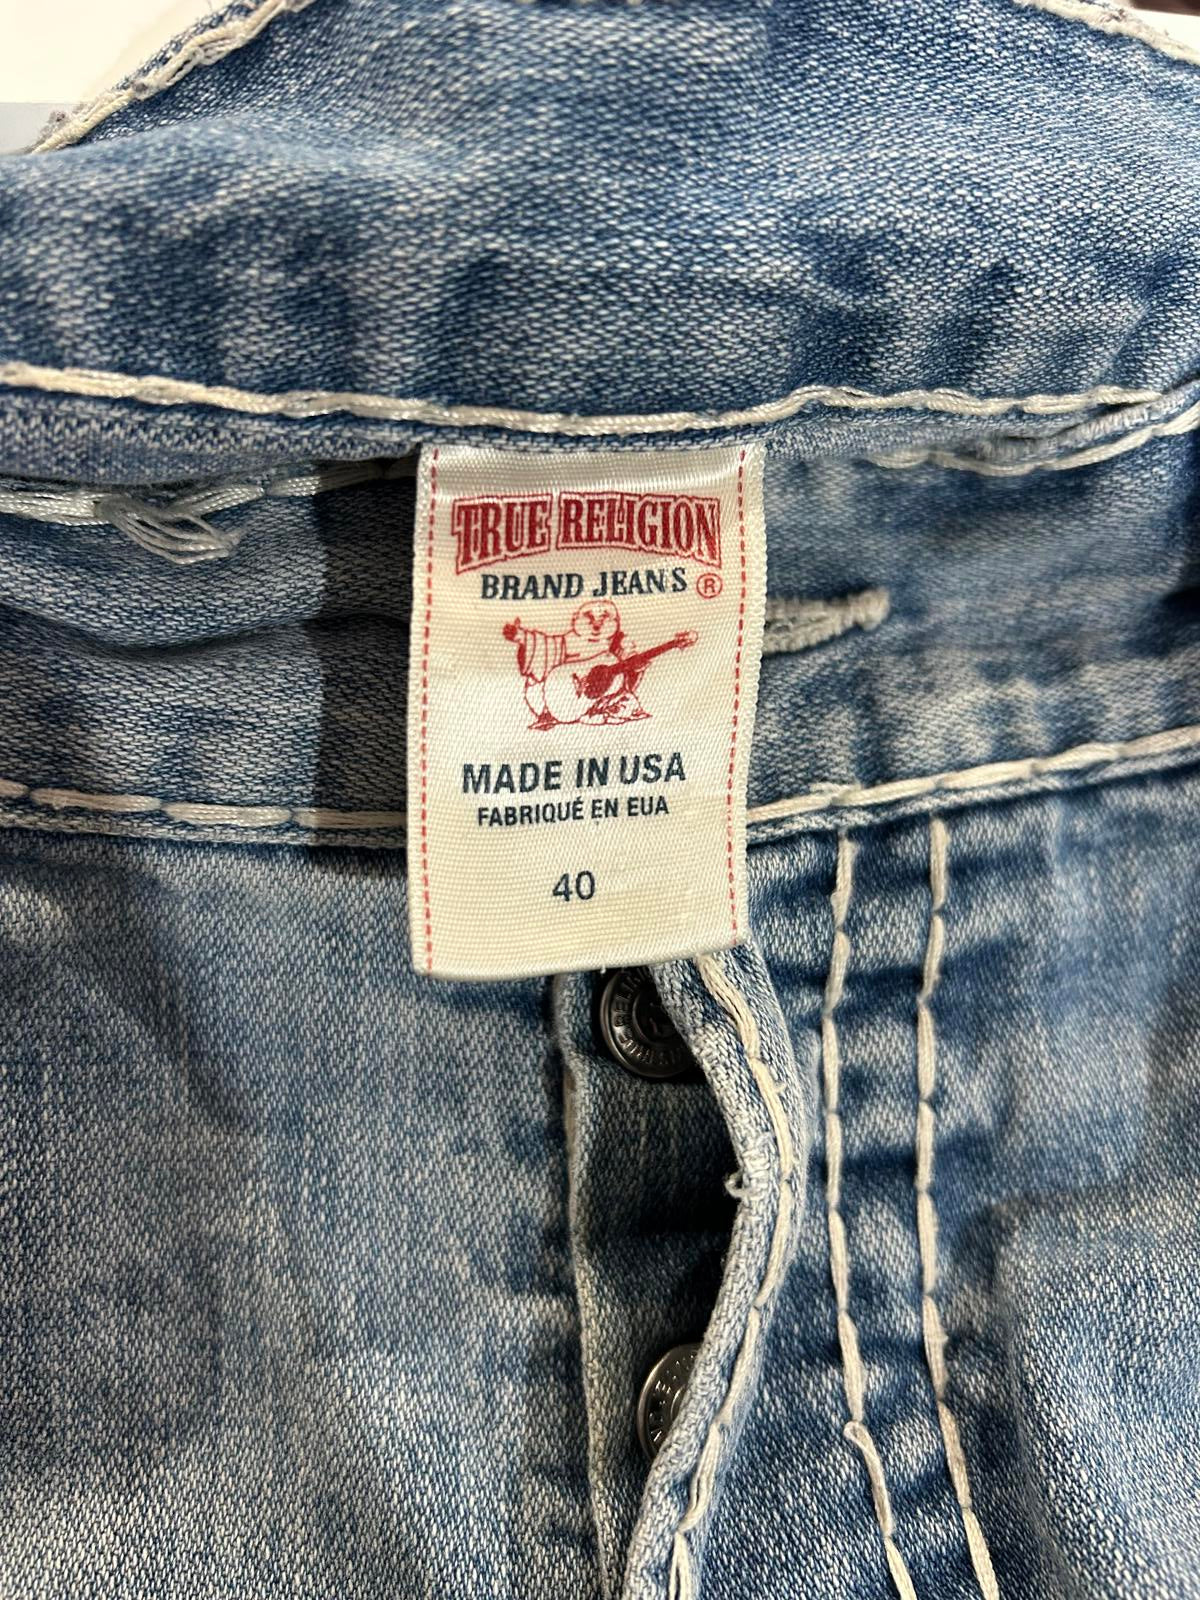 TRUE RELIGION
BRAND JEANS ®
MADE IN USA
FABRIQUÉ EN EUA
40